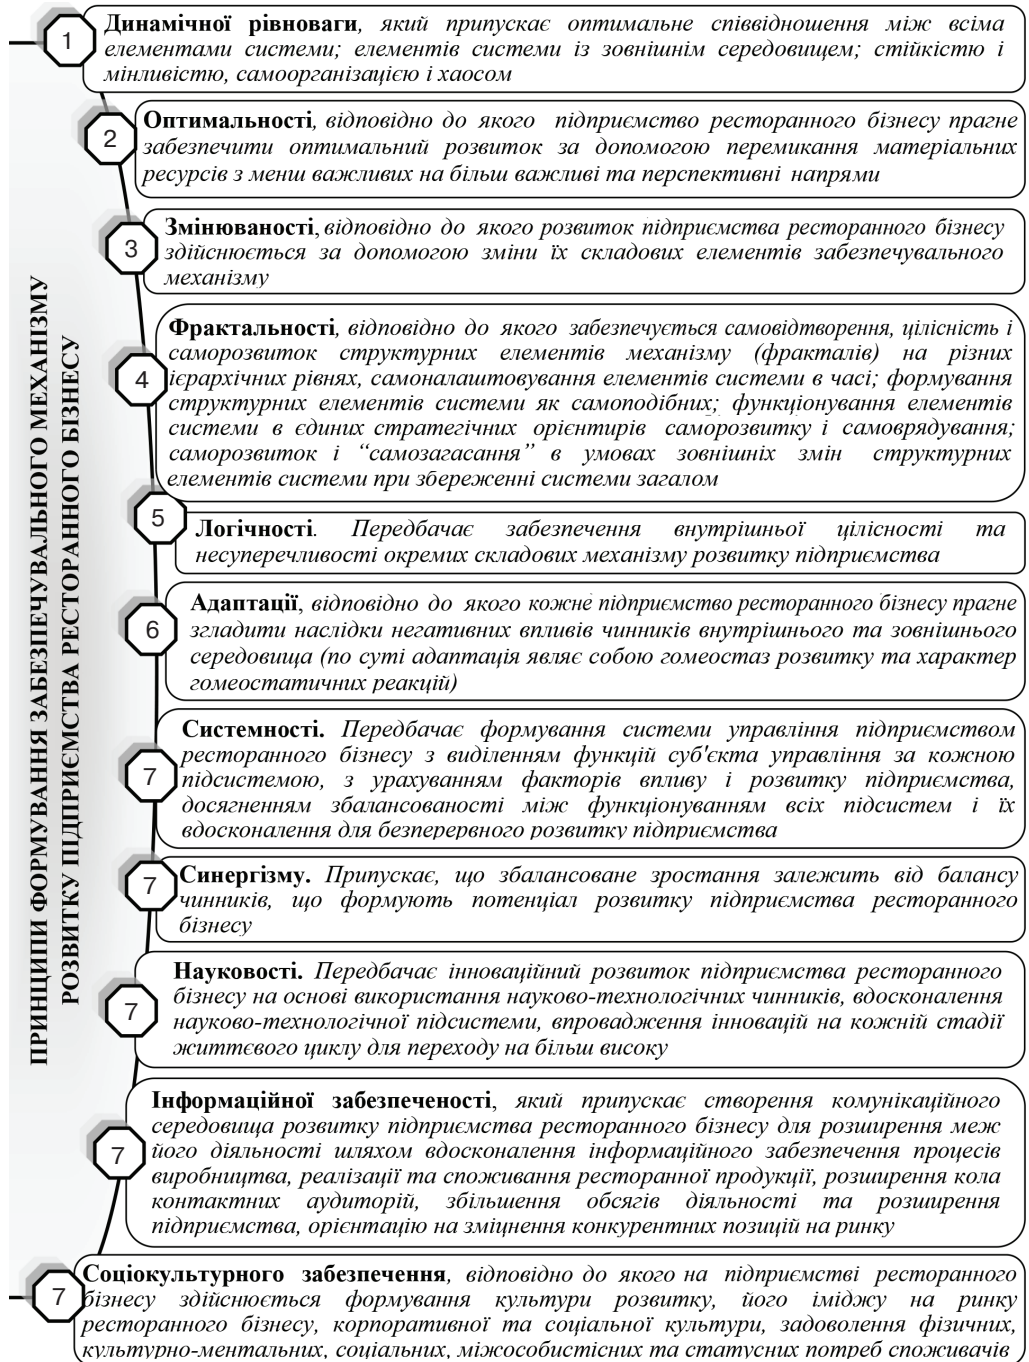 ПРИНЦИПИ ФОРМУВАННЯ ЗАБЕЗПЕЧУВАЛЬНОГО МЕХАНІЗМУ
РОЗВИТКУ ПІДПРИЄМСТВА РЕСТОРАННОГО БІЗНЕСУ
1
Динамічної рівноваги, який припускає оптимальне співвідношення між всіма
елементами системи; елементів системи із зовнішнім середовищем; стійкістю і
мінливістю, самоорганізацією і хаосом
2
Оптимальності, відповідно до якого підприємство ресторанного бізнесу прагне
забезпечити оптимальний розвиток за допомогою перемикання матеріальних
ресурсів з менш важливих на більш важливі та перспективні напрями
3
Змінюваності, відповідно до якого розвиток підприємства ресторанного бізнесу
здійснюється за допомогою зміни їх складових елементів забезпечувального
механізму
4
Фрактальності, відповідно до якого забезпечується самовідтворення, цілісність і
саморозвиток структурних елементів механізму (фракталів) на різних
ієрархічних рівнях, самоналаштовування елементів системи в часі; формування
структурних елементів системи як самоподібних; функціонування елементів
системи в єдиних стратегічних орієнтирів саморозвитку і самоврядування;
саморозвиток і “самозагасання” в умовах зовнішніх змін структурних
елементів системи при збереженні системи загалом
5
Логічності. Передбачає забезпечення внутрішньої цілісності та
несуперечливості окремих складових механізму розвитку підприємства
6
Адаптації, відповідно до якого кожне підприємство ресторанного бізнесу прагне
згладити наслідки негативних впливів чинників внутрішнього та зовнішнього
середовища (по суті адаптація являє собою гомеостаз розвитку та характер
гомеостатичних реакцій)
7
Системності. Передбачає формування системи управління підприємством
ресторанного бізнесу з виділенням функцій суб'єкта управління за кожною
підсистемою, з урахуванням факторів впливу і розвитку підприємства,
досягненням збалансованості між функціонуванням всіх підсистем і їх
вдосконалення для безперервного розвитку підприємства
7
Синергізму. Припускає, що збалансоване зростання залежить від балансу
чинників, що формують потенціал розвитку підприємства ресторанного
бізнесу
7
Науковості. Передбачає інноваційний розвиток підприємства ресторанного
бізнесу на основі використання науково-технологічних чинників, вдосконалення
науково-технологічної підсистеми, впровадження інновацій на кожній стадії
життєвого циклу для переходу на більш високу
7
Інформаційної забезпеченості, який припускає створення комунікаційного
середовища розвитку підприємства ресторанного бізнесу для розширення меж
його діяльності шляхом вдосконалення інформаційного забезпечення процесів
виробництва, реалізації та споживання ресторанної продукції, розширення кола
контактних аудиторій, збільшення обсягів діяльності та розширення
підприємства, орієнтацію на зміцнення конкурентних позицій на ринку
7
Соціокультурного забезпечення, відповідно до якого на підприємстві ресторанного
бізнесу здійснюється формування культури розвитку, його іміджу на ринку
ресторанного бізнесу, корпоративної та соціальної культури, задоволення фізичних,
культурно-ментальних, соціальних, міжособистісних та статусних потреб споживачів